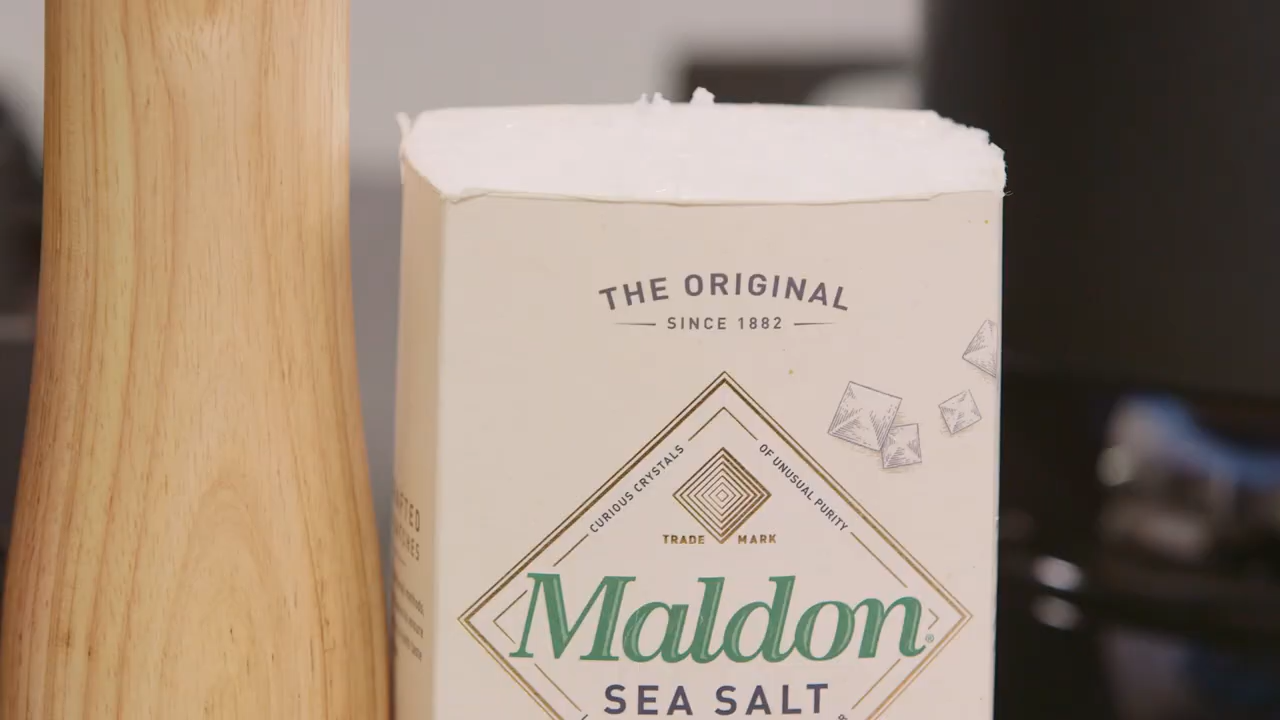 THE ORIGINAL
SINCE 1882
CURIOUS CRYSTALS
OF UNUSUAL PURITY
TRADE MARK
Maldon®
SEA SALT